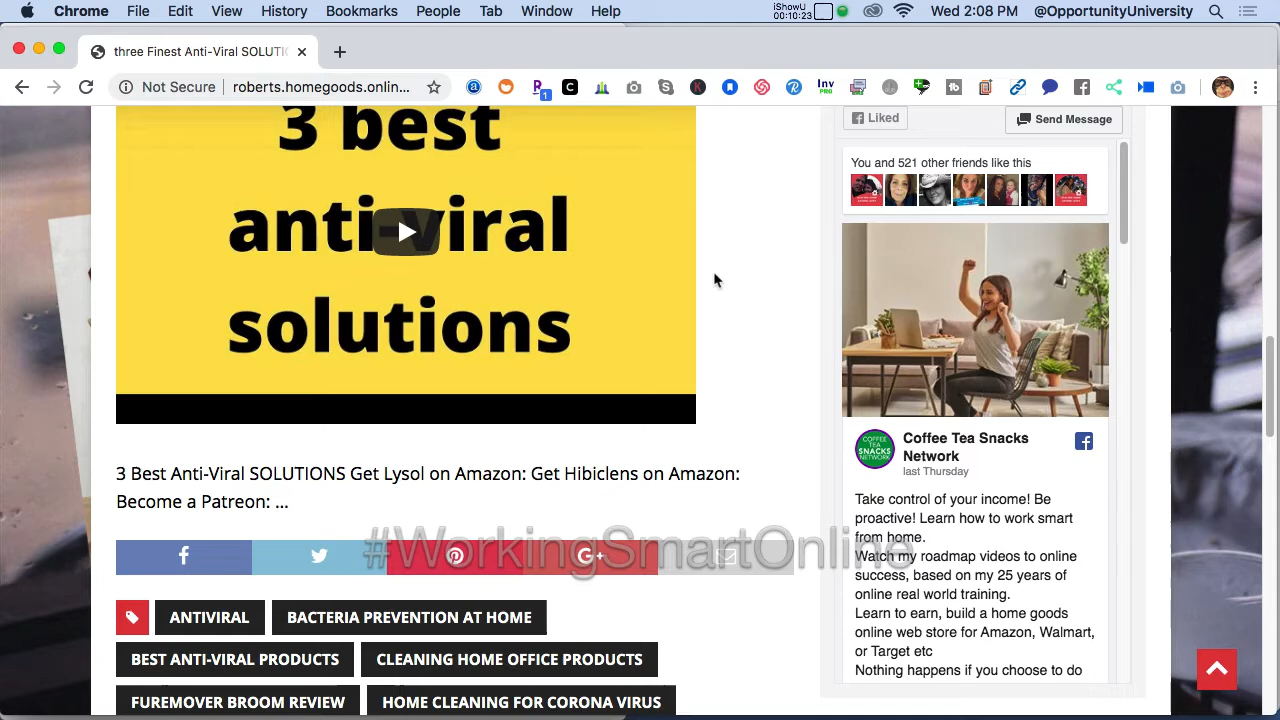 Chrome File Edit View History Bookmarks People Tab Window Help iShowU 00:10:23 Wed 2:08 PM @OpportunityUniversity
three Finest Anti-Viral SOLUTIO
Not Secure roberts.homegoods.onlin...
Inv
PRO
3 best
anti-viral
solutions
3 Best Anti-Viral SOLUTIONS Get Lysol on Amazon: Get Hibiclens on Amazon:
Become a Patreon: ...
#WorkingSmartOnline
ANTIVIRAL BACTERIA PREVENTION AT HOME
BEST ANTI-VIRAL PRODUCTS CLEANING HOME OFFICE PRODUCTS
FUREMOVER BROOM REVIEW HOME CLEANING FOR CORONA VIRUS
Liked Send Message
You and 521 other friends like this
COFFEE TEA SNACKS NETWORK
Coffee Tea Snacks
Network
last Thursday
Take control of your income! Be
proactive! Learn how to work smart
from home.
Watch my roadmap videos to online
success, based on my 25 years of
online real world training.
Learn to earn, build a home goods
online web store for Amazon, Walmart,
or Target etc
Nothing happens if you choose to do